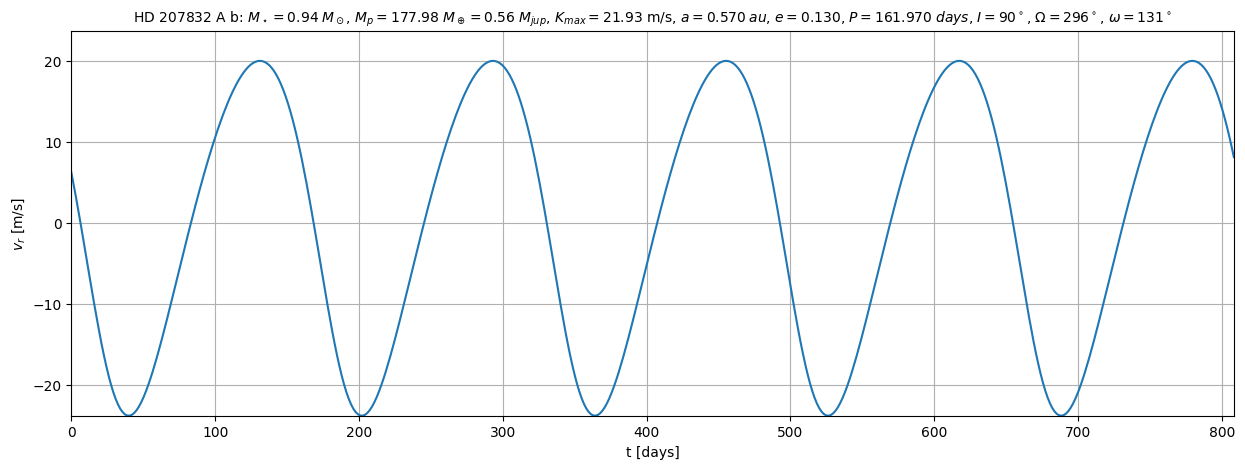 HD 207832 A b: M⋆ = 0.94 M⊙, Mp = 177.98 M⊕ = 0.56 Mjup, Kmax = 21.93 m/s, a = 0.570 au, e = 0.130, P = 161.970 days, I = 90°, Ω = 296°, ω = 131°
vr [m/s]
20
10
0
−10
−20
0 100 200 300 400 500 600 700 800
t [days]